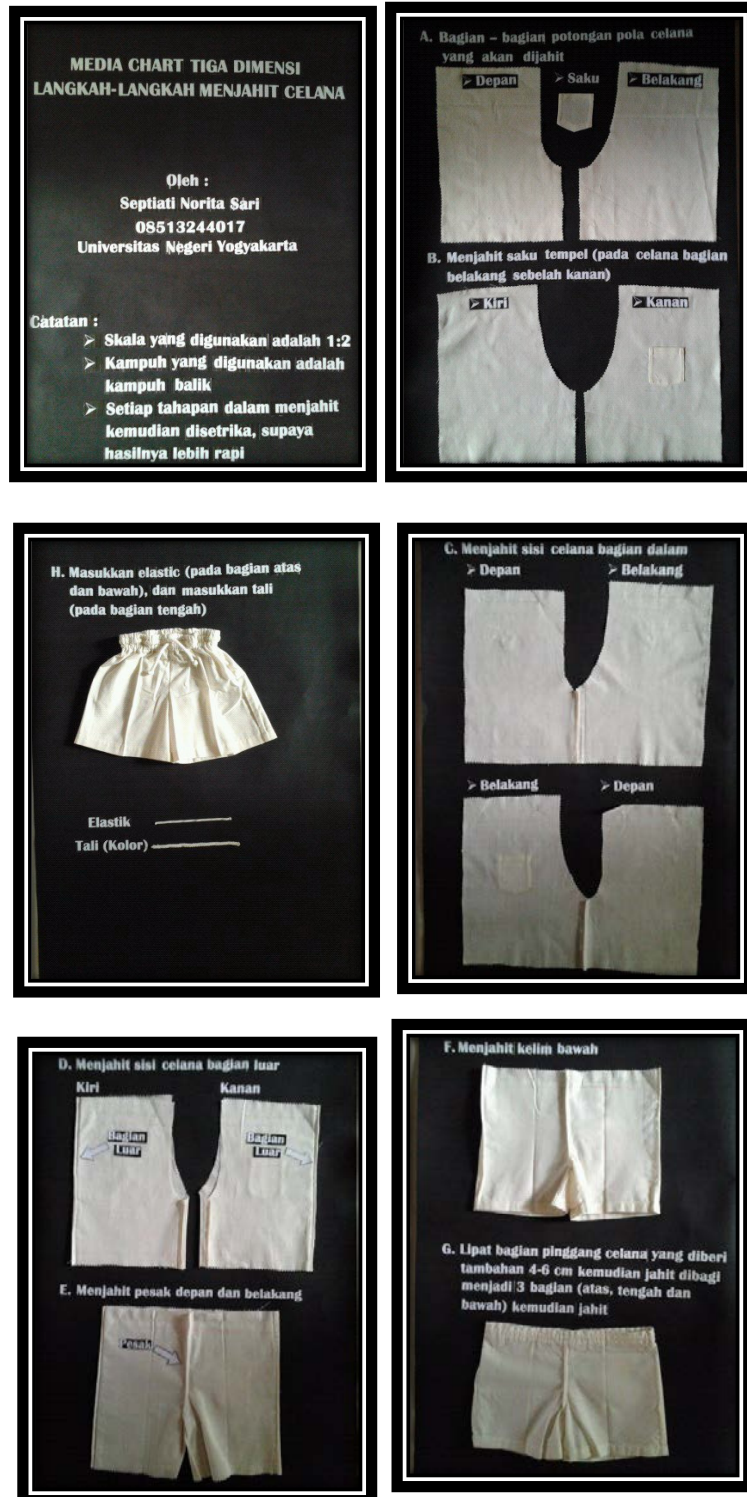 MEDIA CHART TIGA DIMENSI
LANGKAH-LANGKAH MENJAHIT CELANA
Oleh :
Septiati Norita Sari
08513244017
Universitas Negeri Yogyakarta
Catatan :
➢ Skala yang digunakan adalah 1:2
➢ Kampuh yang digunakan adalah
kampuh balik
➢ Setiap tahapan dalam menjahit
kemudian disetrika, supaya
hasilnya lebih rapi
A. Bagian – bagian potongan pola celana
yang akan dijahit
➢ Depan ➢ Saku ➢ Belakang
B. Menjahit saku tempel (pada celana bagian
belakang sebelah kanan)
➢ Kiri ➢ Kanan
H. Masukkan elastic (pada bagian atas
dan bawah), dan masukkan tali
(pada bagian tengah)
Elastik
Tali (Kolor)
C. Menjahit sisi celana bagian dalam
➢ Depan ➢ Belakang
➢ Belakang ➢ Depan
D. Menjahit sisi celana bagian luar
Kiri Kanan
Bagian Bagian
Luar Luar
E. Menjahit pesak depan dan belakang
Pesak
F. Menjahit kelim bawah
G. Lipat bagian pinggang celana yang diberi
tambahan 4-6 cm kemudian jahit dibagi
menjadi 3 bagian (atas, tengah dan
bawah) kemudian jahit